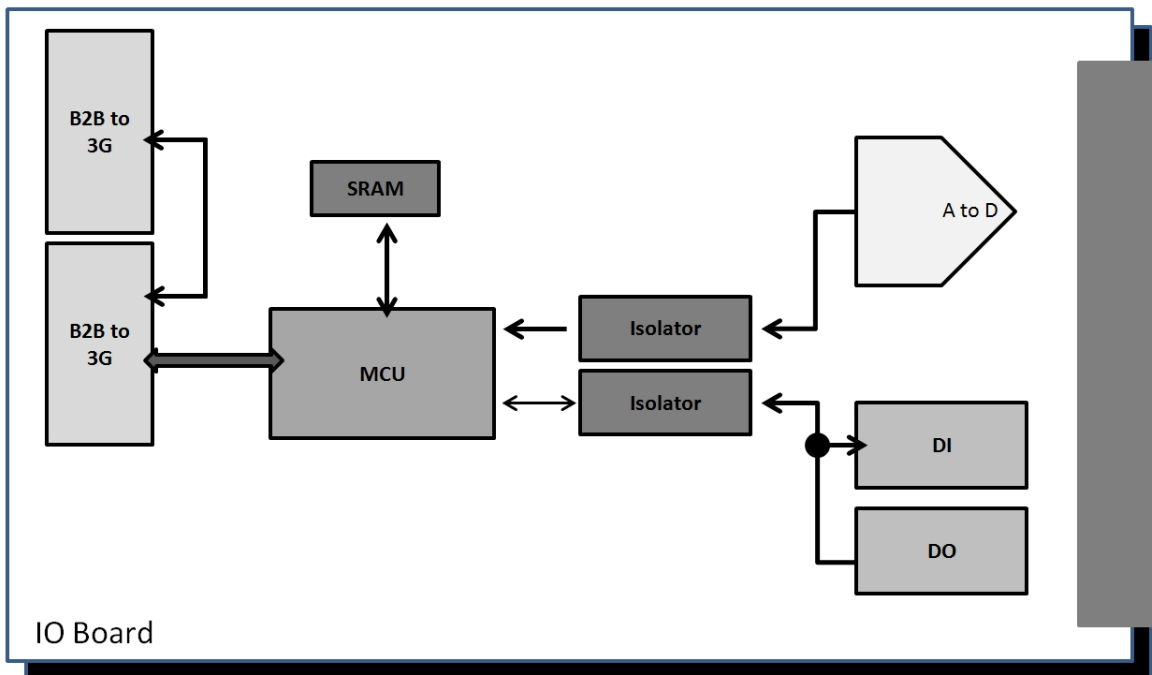 B2B to
3G
SRAM
A to D
B2B to
3G
MCU
Isolator
Isolator
DI
DO
IO Board